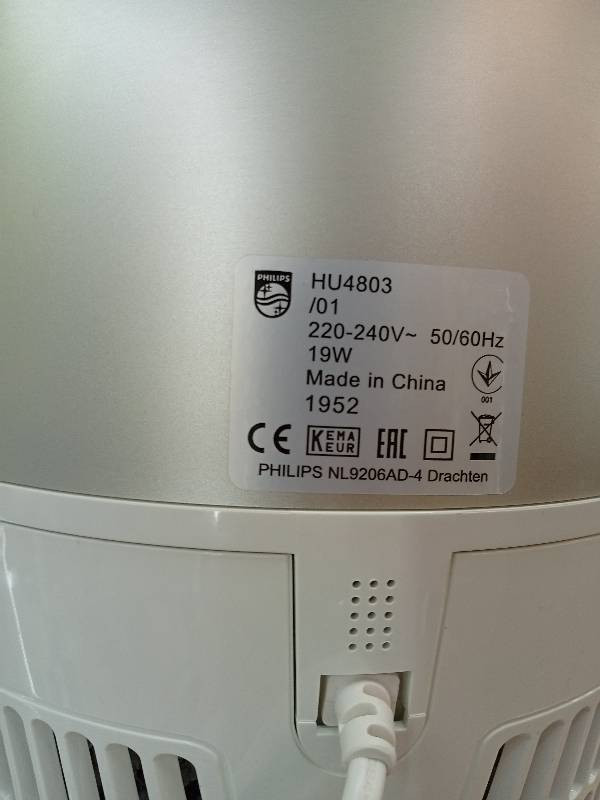 PHILIPS
HU4803
/01
220-240V~ 50/60Hz
19W
Made in China
1952
001
CE KEMA EUR EAC
PHILIPS NL9206AD-4 Drachten